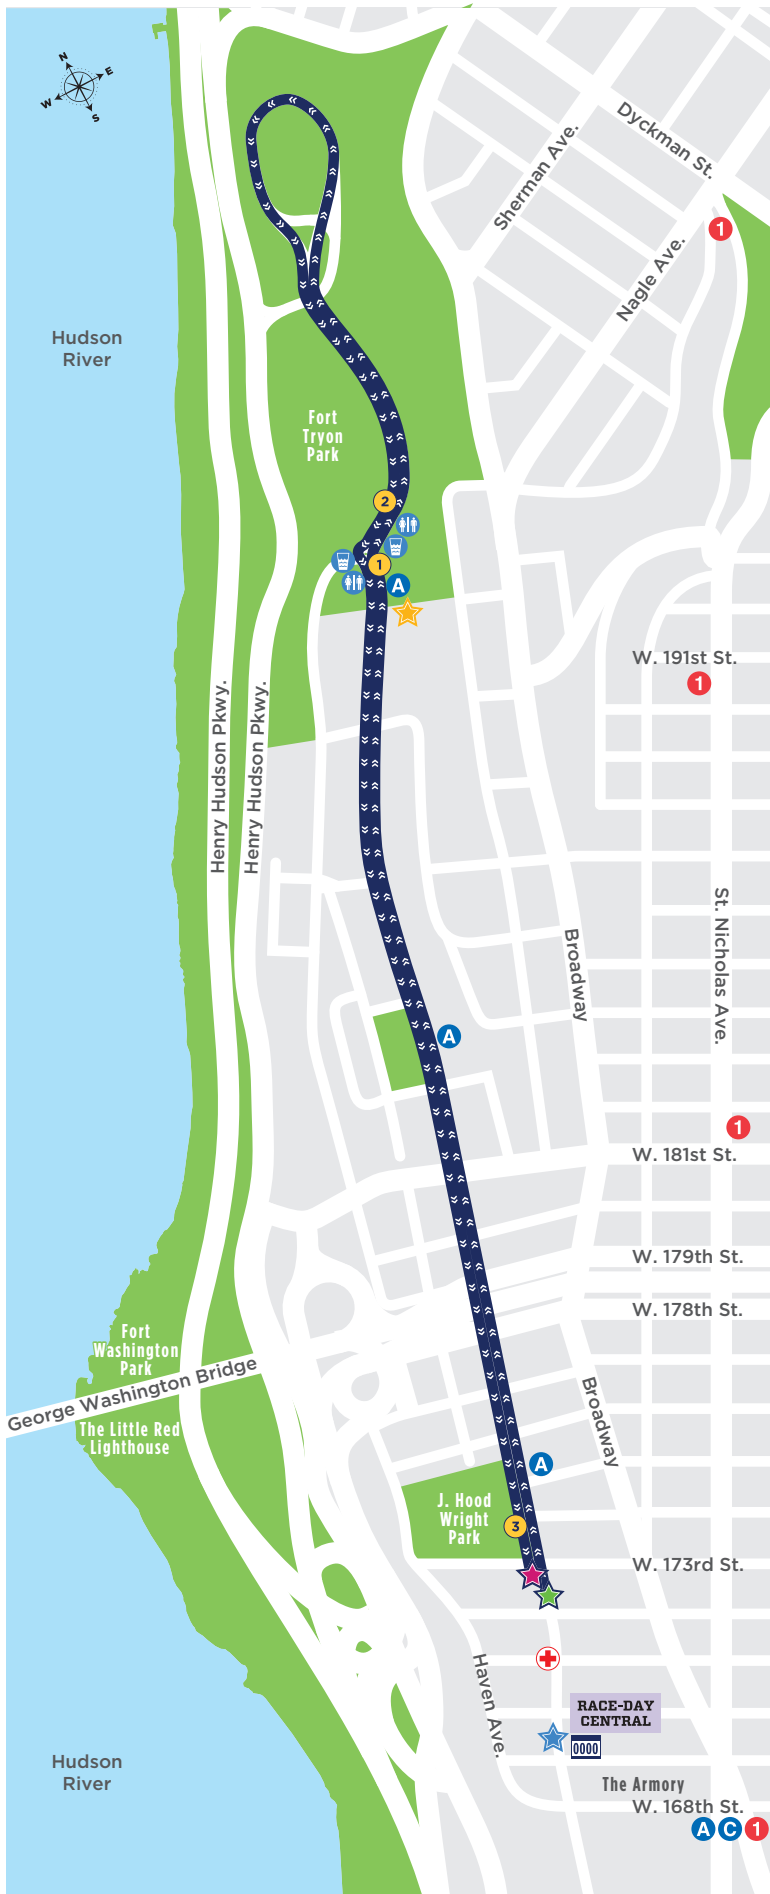 N
E
W
S
Dyckman St.
Sherman Ave.
1
Nagle Ave.
Hudson
River
Fort
Tryon
Park
2
1
A
W. 191st St.
1
Henry Hudson Pkwy.
Henry Hudson Pkwy.
St. Nicholas Ave.
Broadway
A
1
W. 181st St.
W. 179th St.
W. 178th St.
Fort
Washington
Park
George Washington Bridge
The Little Red
Lighthouse
Broadway
A
J. Hood
Wright
Park
3
W. 173rd St.
Haven Ave.
RACE-DAY
CENTRAL
0000
Hudson
River
The Armory
W. 168th St.
A C 1